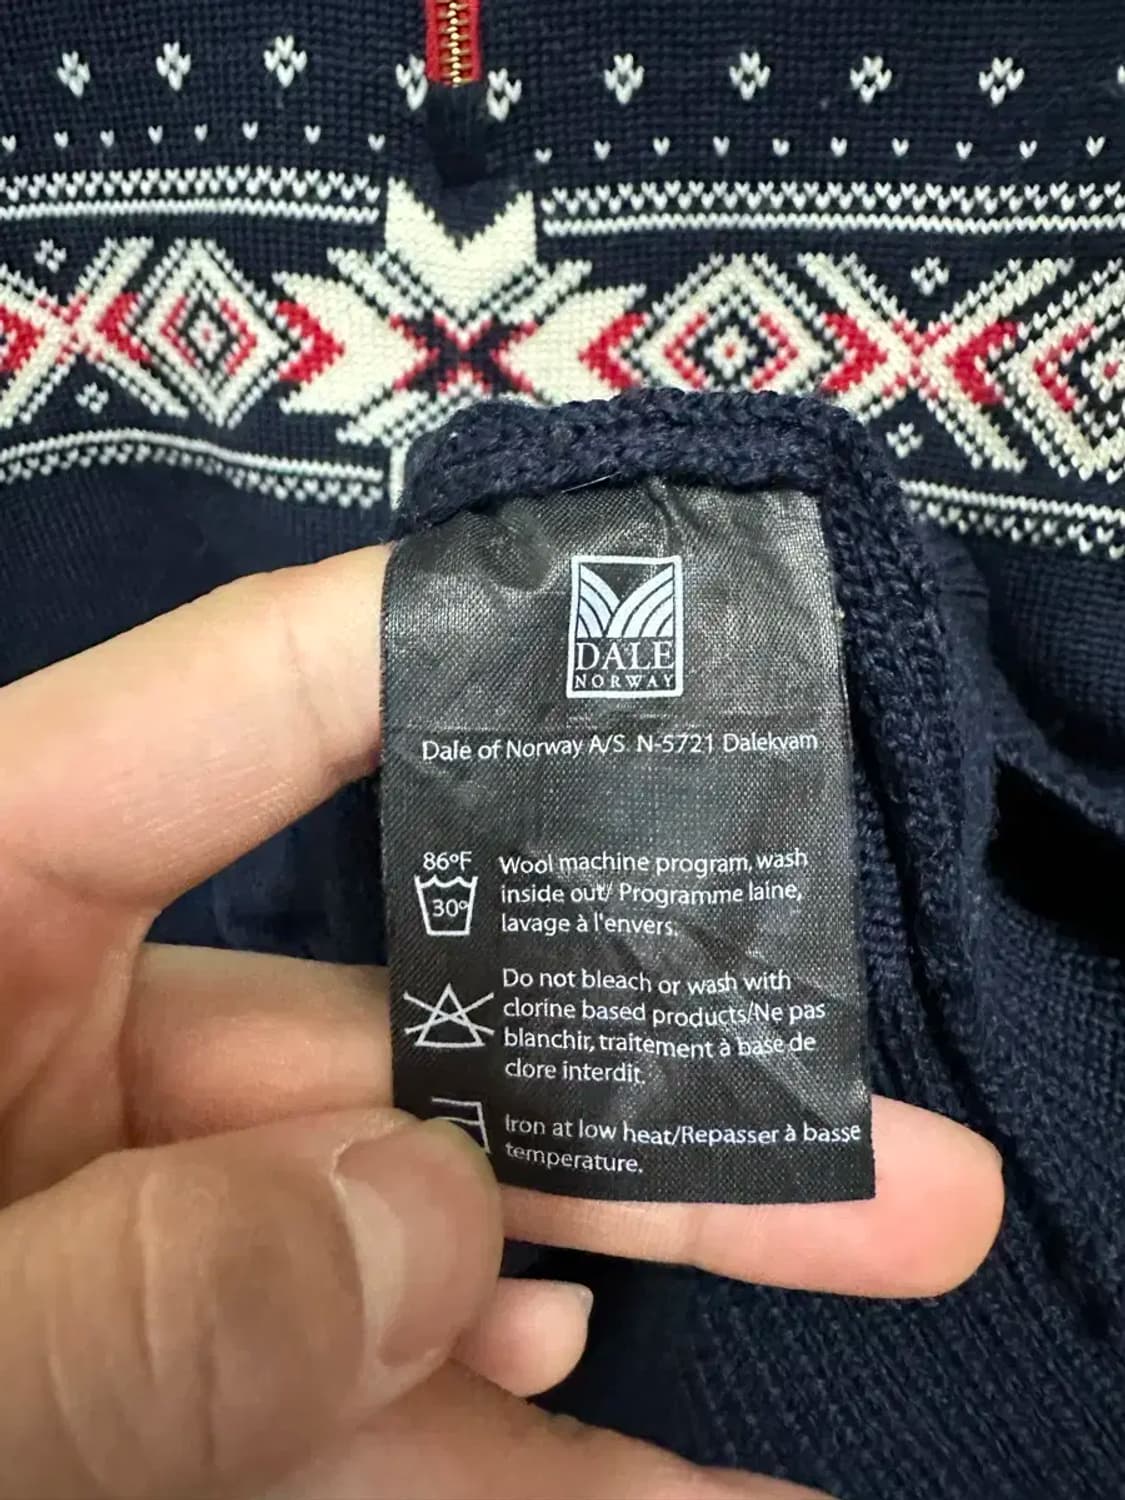 DALE
NORWAY
Dale of Norway A/S N-5721 Dalekvam
86ºF
30º
Wool machine program, wash
inside out/ Programme laine,
lavage à l'envers.
Do not bleach or wash with
clorine based products/Ne pas
blanchir, traitement à base de
clore interdit.
Iron at low heat/Repasser à basse
temperature.